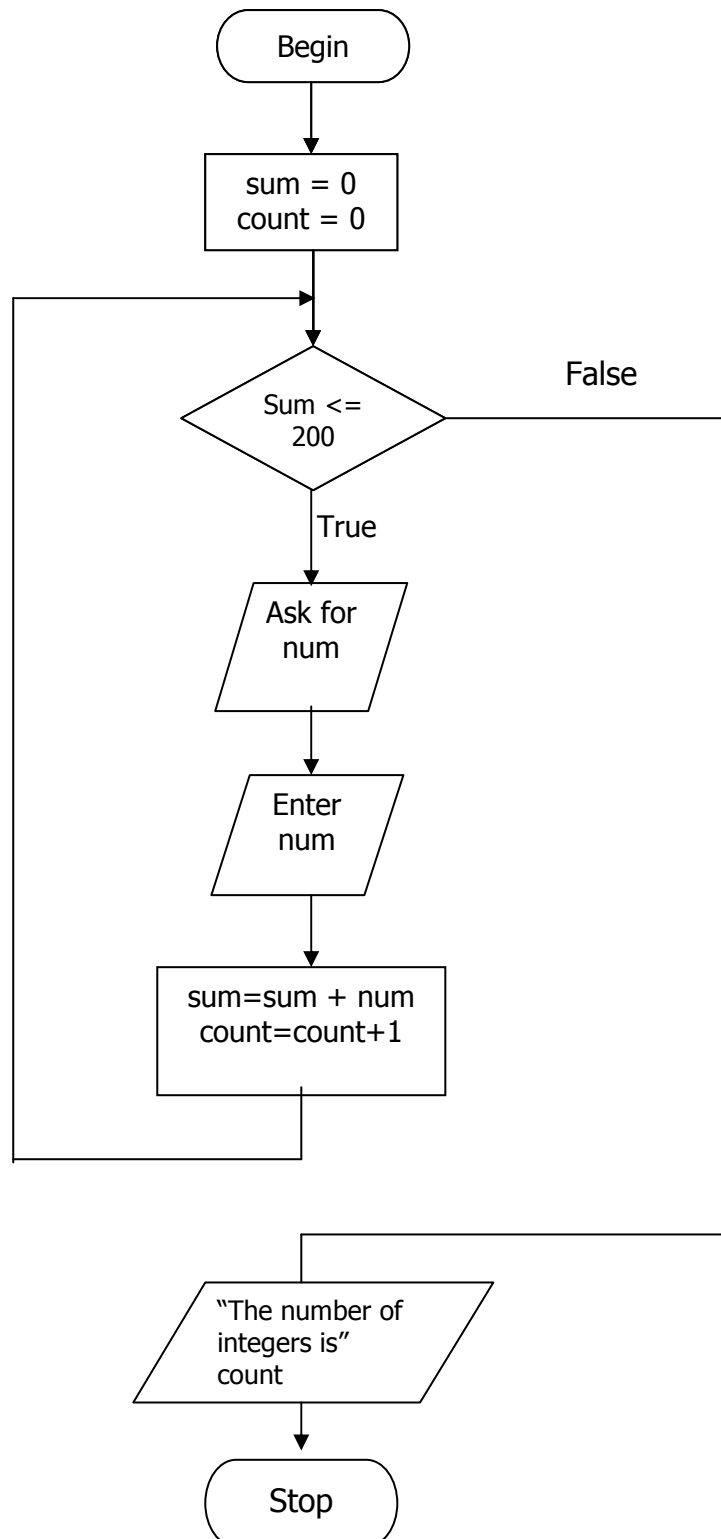 Begin
sum = 0
count = 0
Sum <=
200
False
True
Ask for
num
Enter
num
sum=sum + num
count=count+1
“The number of
integers is”
count
Stop